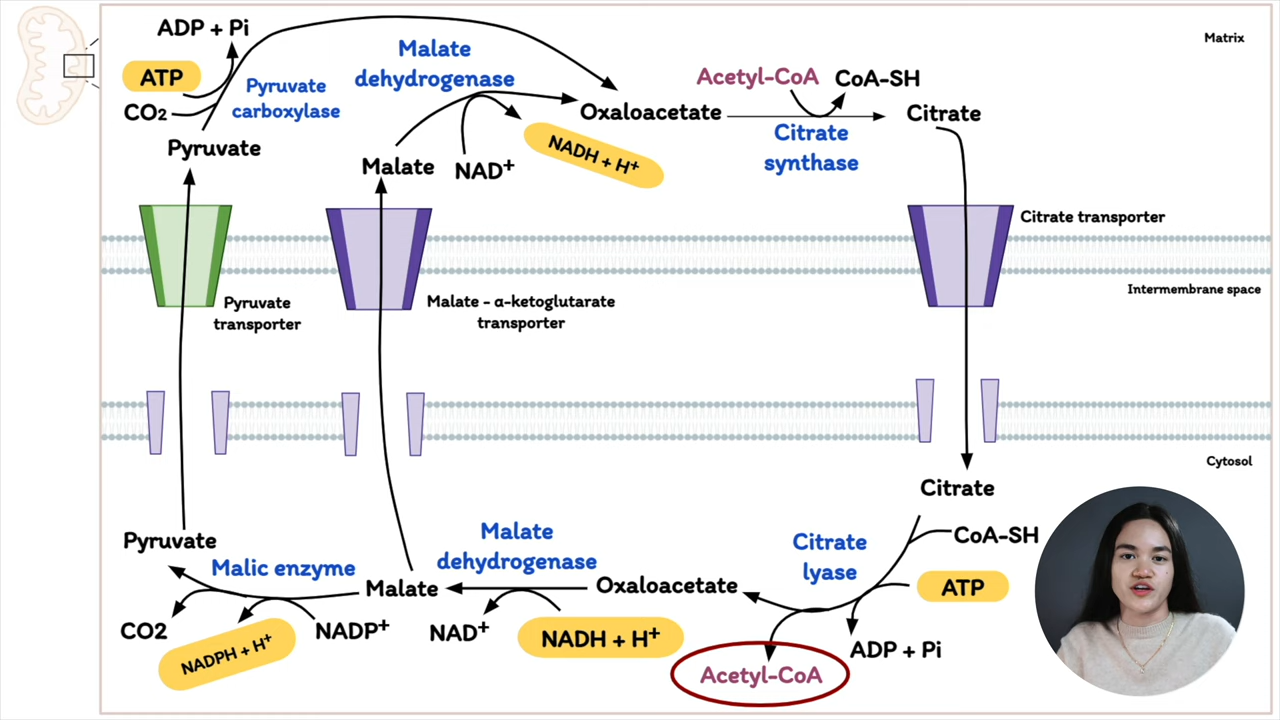 ADP + Pi
Matrix
Malate
dehydrogenase
ATP
Pyruvate
carboxylase
Acetyl-CoA
CoA-SH
CO2
Oxaloacetate
Citrate
Citrate
synthase
Pyruvate
Malate
NAD+
NADH + H+
Citrate transporter
Intermembrane space
Pyruvate
transporter
Malate - α-ketoglutarate
transporter
Cytosol
Citrate
Pyruvate
Malic enzyme
Malate
dehydrogenase
Citrate
lyase
CoA-SH
Malate
Oxaloacetate
ATP
CO2
NADPH + H+
NADP+
NAD+
NADH + H+
ADP + Pi
Acetyl-CoA